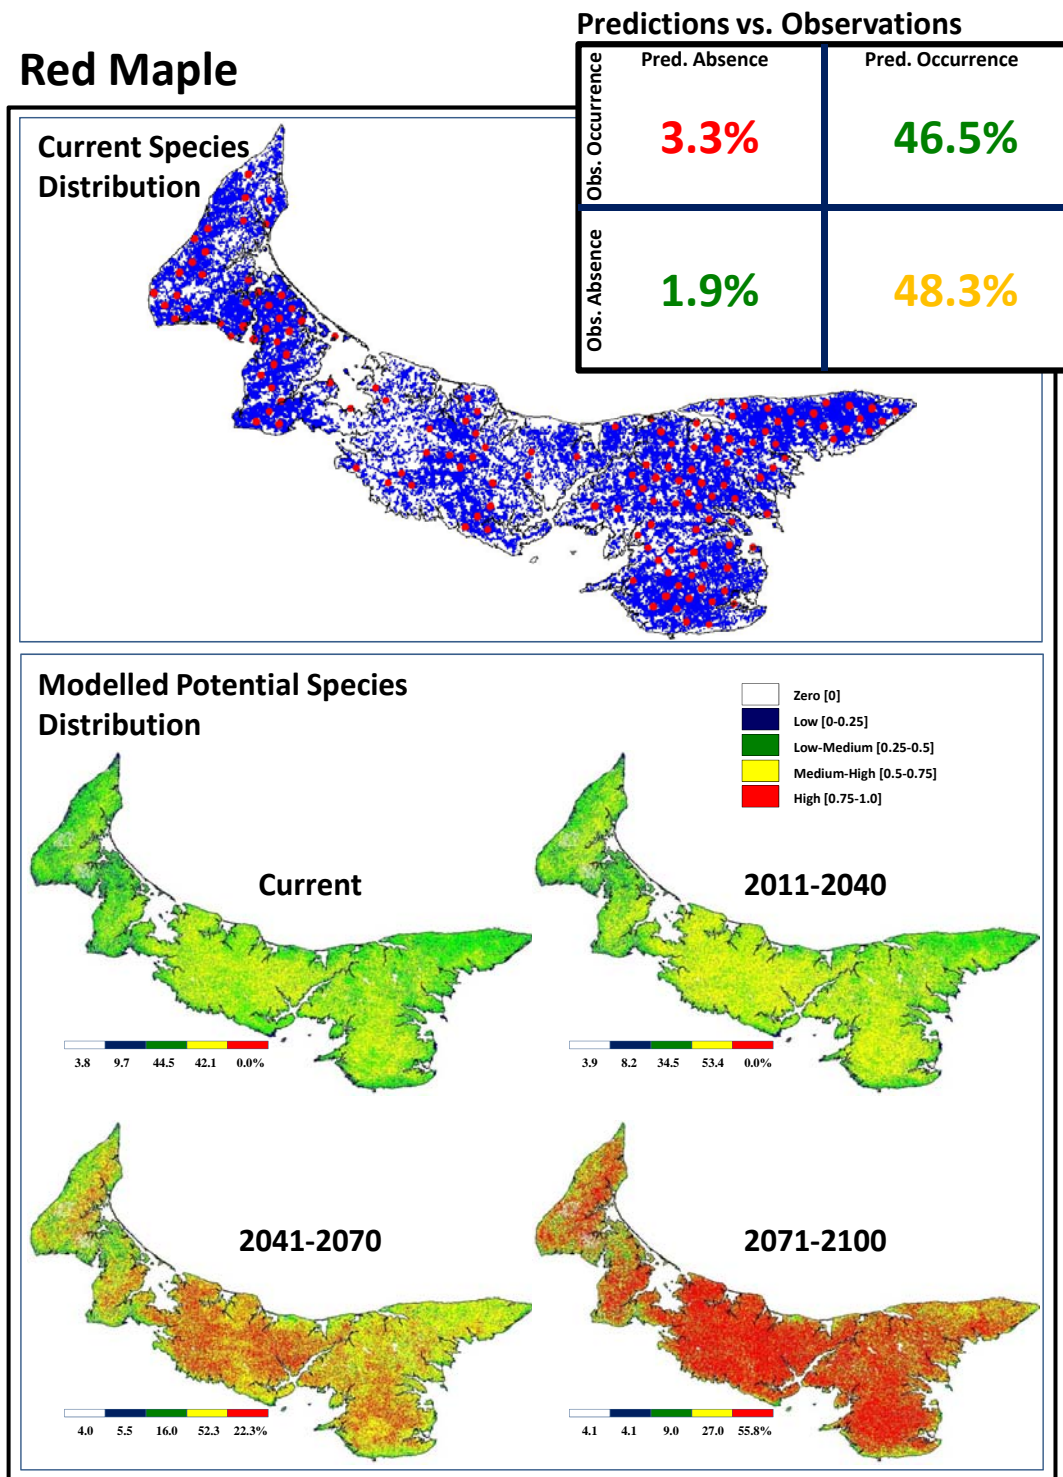 Predictions vs. Observations
Red Maple
Pred. Absence
Pred. Occurrence
Obs. Occurrence
3.3%
46.5%
Obs. Absence
1.9%
48.3%
Current Species
Distribution
Modelled Potential Species
Distribution
Zero [0]
Low [0-0.25]
Low-Medium [0.25-0.5]
Medium-High [0.5-0.75]
High [0.75-1.0]
Current
3.8 9.7 44.5 42.1 0.0%
2011-2040
3.9 8.2 34.5 53.4 0.0%
2041-2070
4.0 5.5 16.0 52.3 22.3%
2071-2100
4.1 4.1 9.0 27.0 55.8%